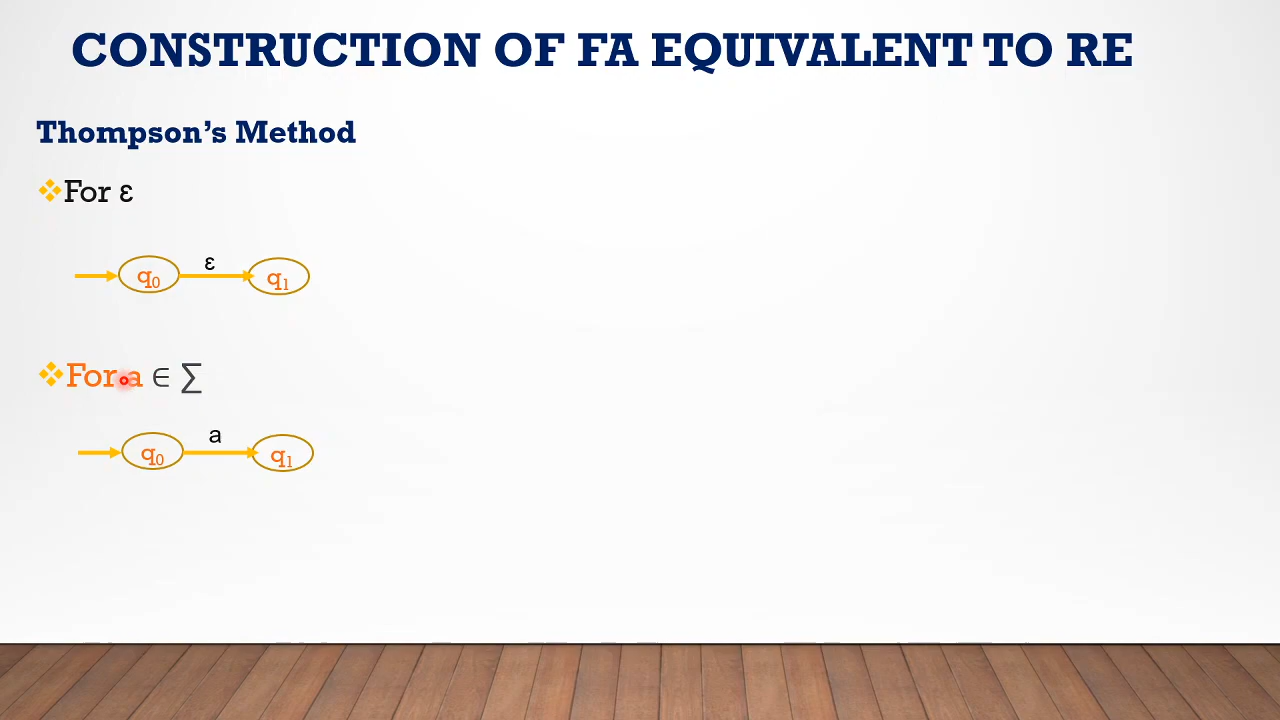 CONSTRUCTION OF FA EQUIVALENT TO RE
Thompson's Method
❖For ε
ε
q₀ q₁
❖For a ∈ ∑
a
q₀ q₁